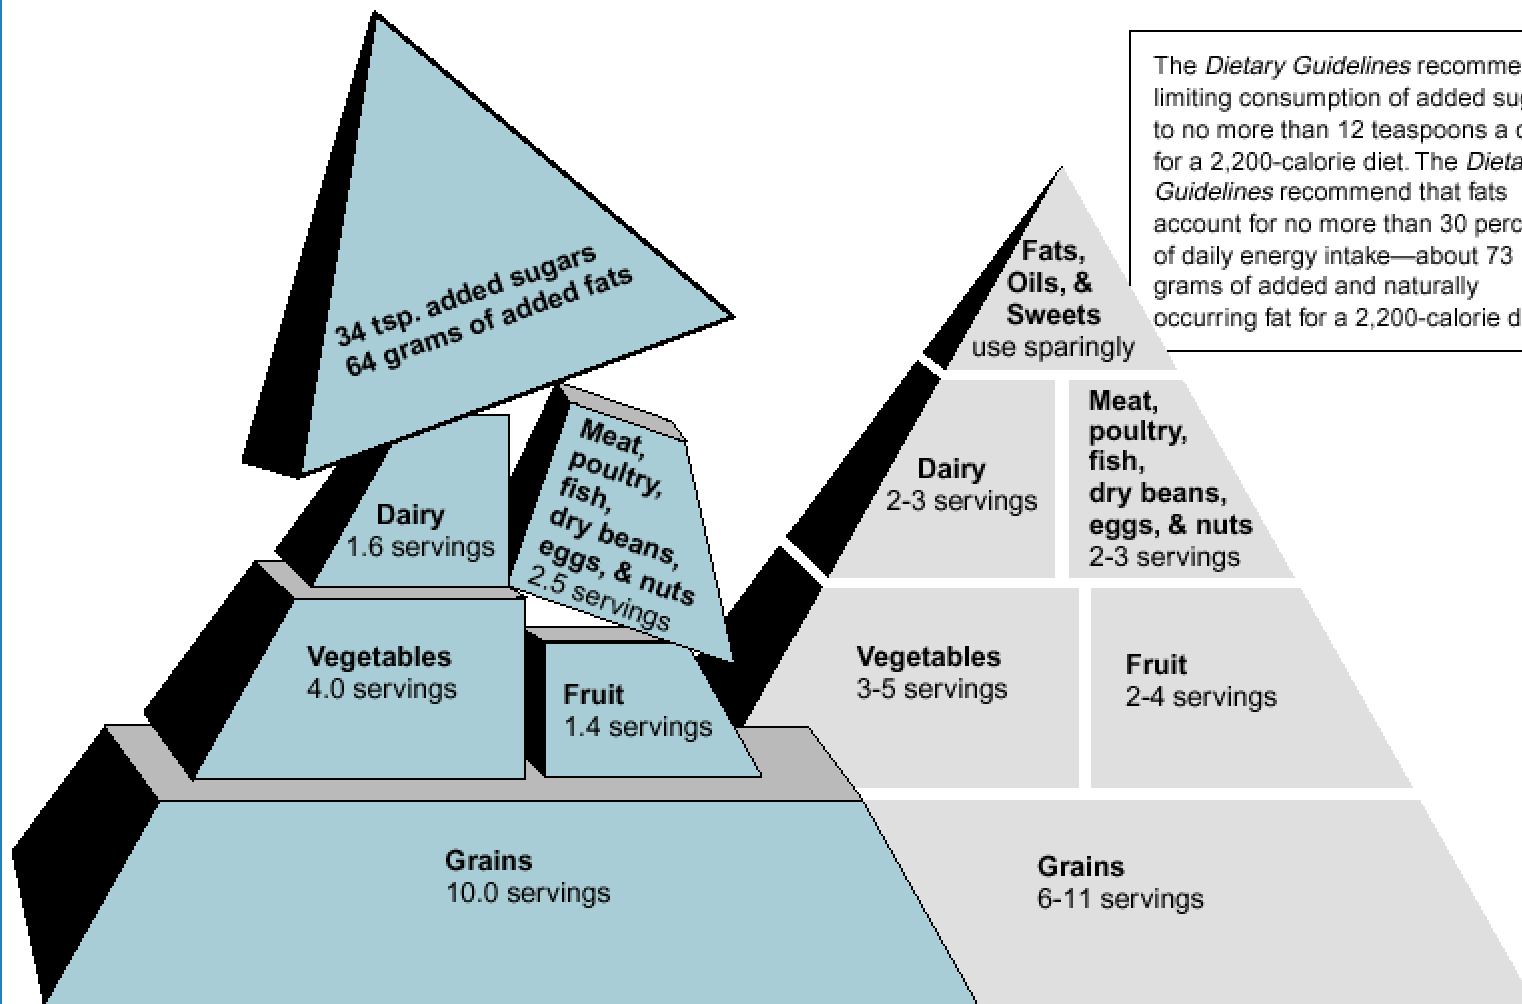 34 tsp. added sugars
64 grams of added fats
Dairy
1.6 servings
Meat,
poultry,
fish,
dry beans,
eggs, & nuts
2.5 servings
Vegetables
4.0 servings
Fruit
1.4 servings
Grains
10.0 servings
The Dietary Guidelines
limiting consumption of added
to no more than 12 teaspoons a
for a 2,200-calorie diet. The
Guidelines recommend that fats
account for no more than 30
of daily energy intake—about 73
grams of added and naturally
occurring fat for a 2,200-calorie
Fats,
Oils, &
Sweets
use sparingly
Dairy
2-3 servings
Meat,
poultry,
fish,
dry beans,
eggs, & nuts
2-3 servings
Vegetables
3-5 servings
Fruit
2-4 servings
Grains
6-11 servings